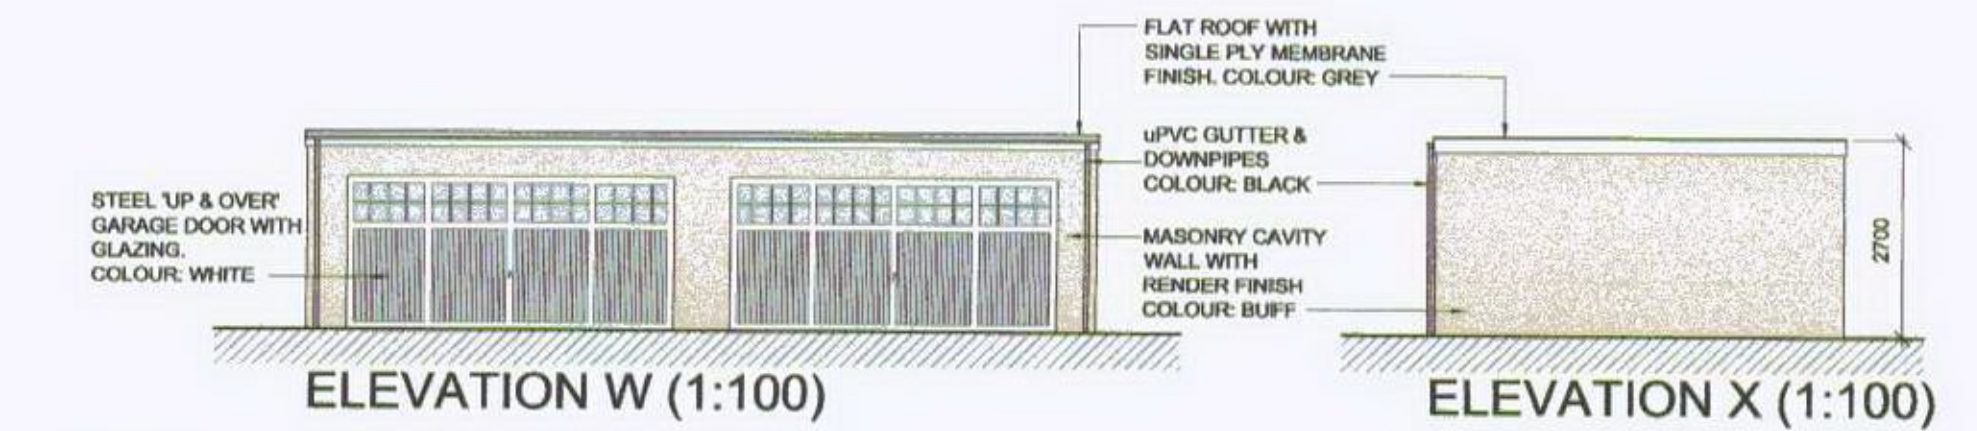 FLAT ROOF WITH
SINGLE PLY MEMBRANE
FINISH. COLOUR: GREY
uPVC GUTTER &
DOWNPIPES
COLOUR: BLACK
STEEL 'UP & OVER'
GARAGE DOOR WITH
GLAZING.
COLOUR: WHITE
MASONRY CAVITY
WALL WITH
RENDER FINISH
COLOUR: BUFF
2700
ELEVATION W (1:100)
ELEVATION X (1:100)